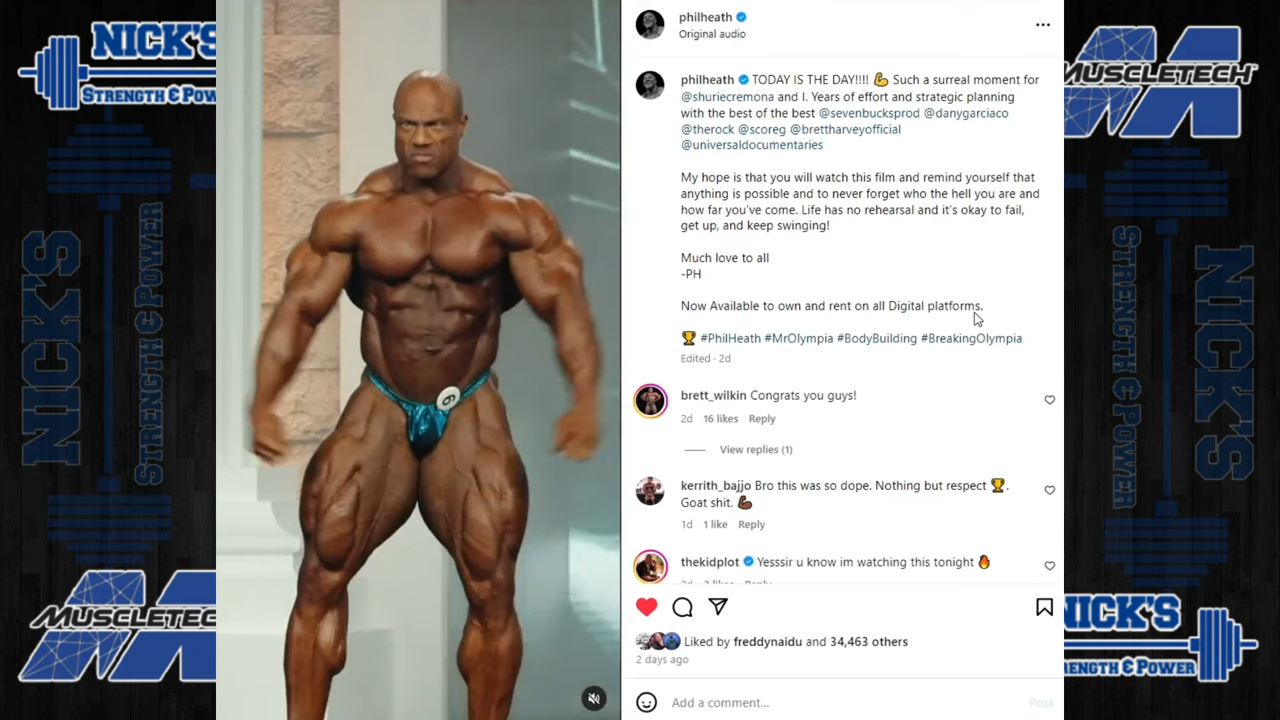 NICK'S
STRENGTH & POWER
MUSCLETECH
NICK'S
STRENGTH & POWER
MUSCLETECH
6
philheath
Original audio
philheath TODAY IS THE DAY!!!! 💪 Such a surreal moment for
@shuriecremona and I. Years of effort and strategic planning
with the best of the best @sevenbucksprod @danygarciaco
@therock @scoreg @brettharveyofficial
@universaldocumentaries
My hope is that you will watch this film and remind yourself that
anything is possible and to never forget who the hell you are and
how far you've come. Life has no rehearsal and it's okay to fail,
get up, and keep swinging!
Much love to all
-PH
Now Available to own and rent on all Digital platforms.
🏆 #PhilHeath #MrOlympia #BodyBuilding #BreakingOlympia
Edited · 2d
brett_wilkin Congrats you guys!
2d 16 likes Reply
View replies (1)
kerrith_bajjo Bro this was so dope. Nothing but respect 🏆.
Goat shit. 💪🏿
1d 1 like Reply
thekidplot Yesssir u know im watching this tonight 🔥
Liked by freddynaidu and 34,463 others
2 days ago
Add a comment...
Post
MUSCLETECH
STRENGTH & POWER
NICK'S
NICK'S
RENGTH & POWER